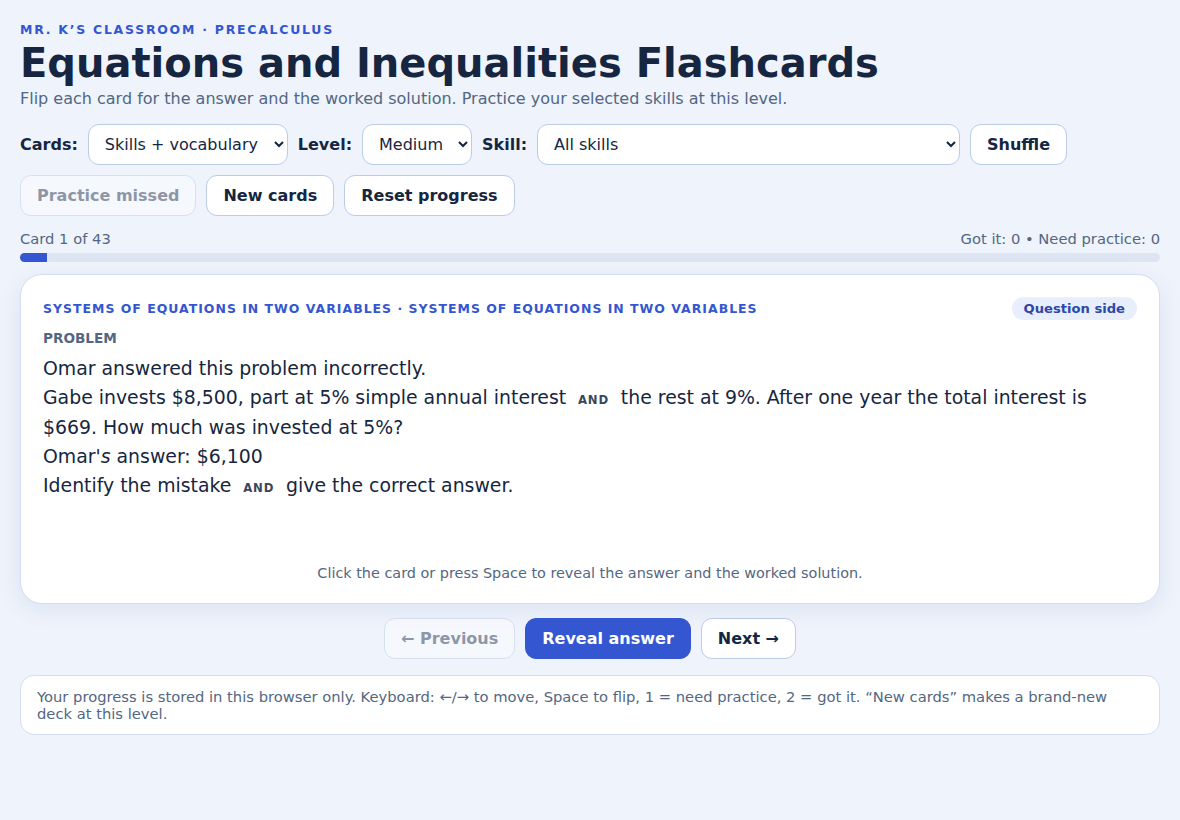 MR. K’S CLASSROOM · PRECALCULUS
Equations and Inequalities Flashcards
Flip each card for the answer and the worked solution. Practice your selected skills at this level.
Cards: Skills + vocabulary Level: Medium Skill: All skills Shuffle
Practice missed New cards Reset progress
Card 1 of 43 Got it: 0 • Need practice: 0
SYSTEMS OF EQUATIONS IN TWO VARIABLES · SYSTEMS OF EQUATIONS IN TWO VARIABLES Question side
PROBLEM
Omar answered this problem incorrectly.
Gabe invests $8,500, part at 5% simple annual interest AND the rest at 9%. After one year the total interest is
$669. How much was invested at 5%?
Omar's answer: $6,100
Identify the mistake AND give the correct answer.
Click the card or press Space to reveal the answer and the worked solution.
← Previous Reveal answer Next →
Your progress is stored in this browser only. Keyboard: ←/→ to move, Space to flip, 1 = need practice, 2 = got it. “New cards” makes a brand-new
deck at this level.